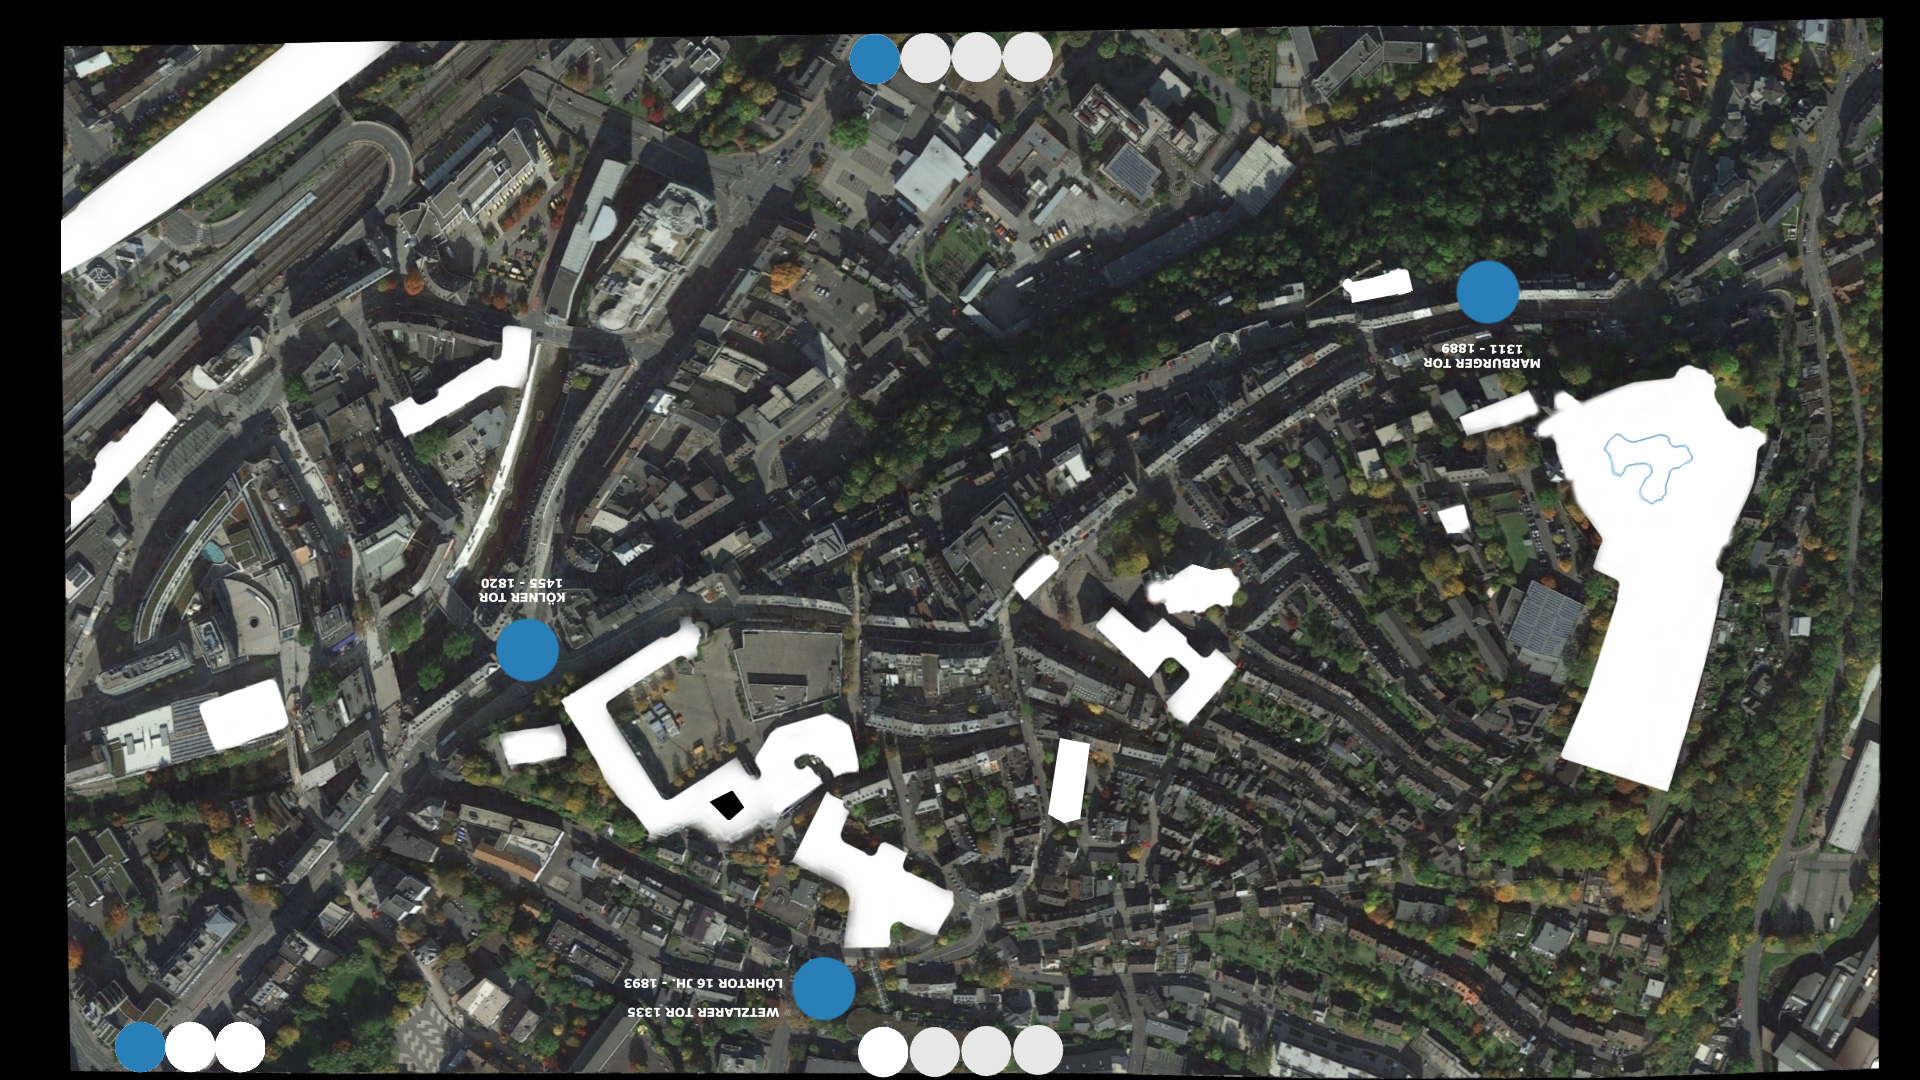 MARBURGER TOR
1311 - 1889
KÖLNER TOR
1455 - 1820
WETZLARER TOR 1335
LÖHRTOR 16 JH. - 1893